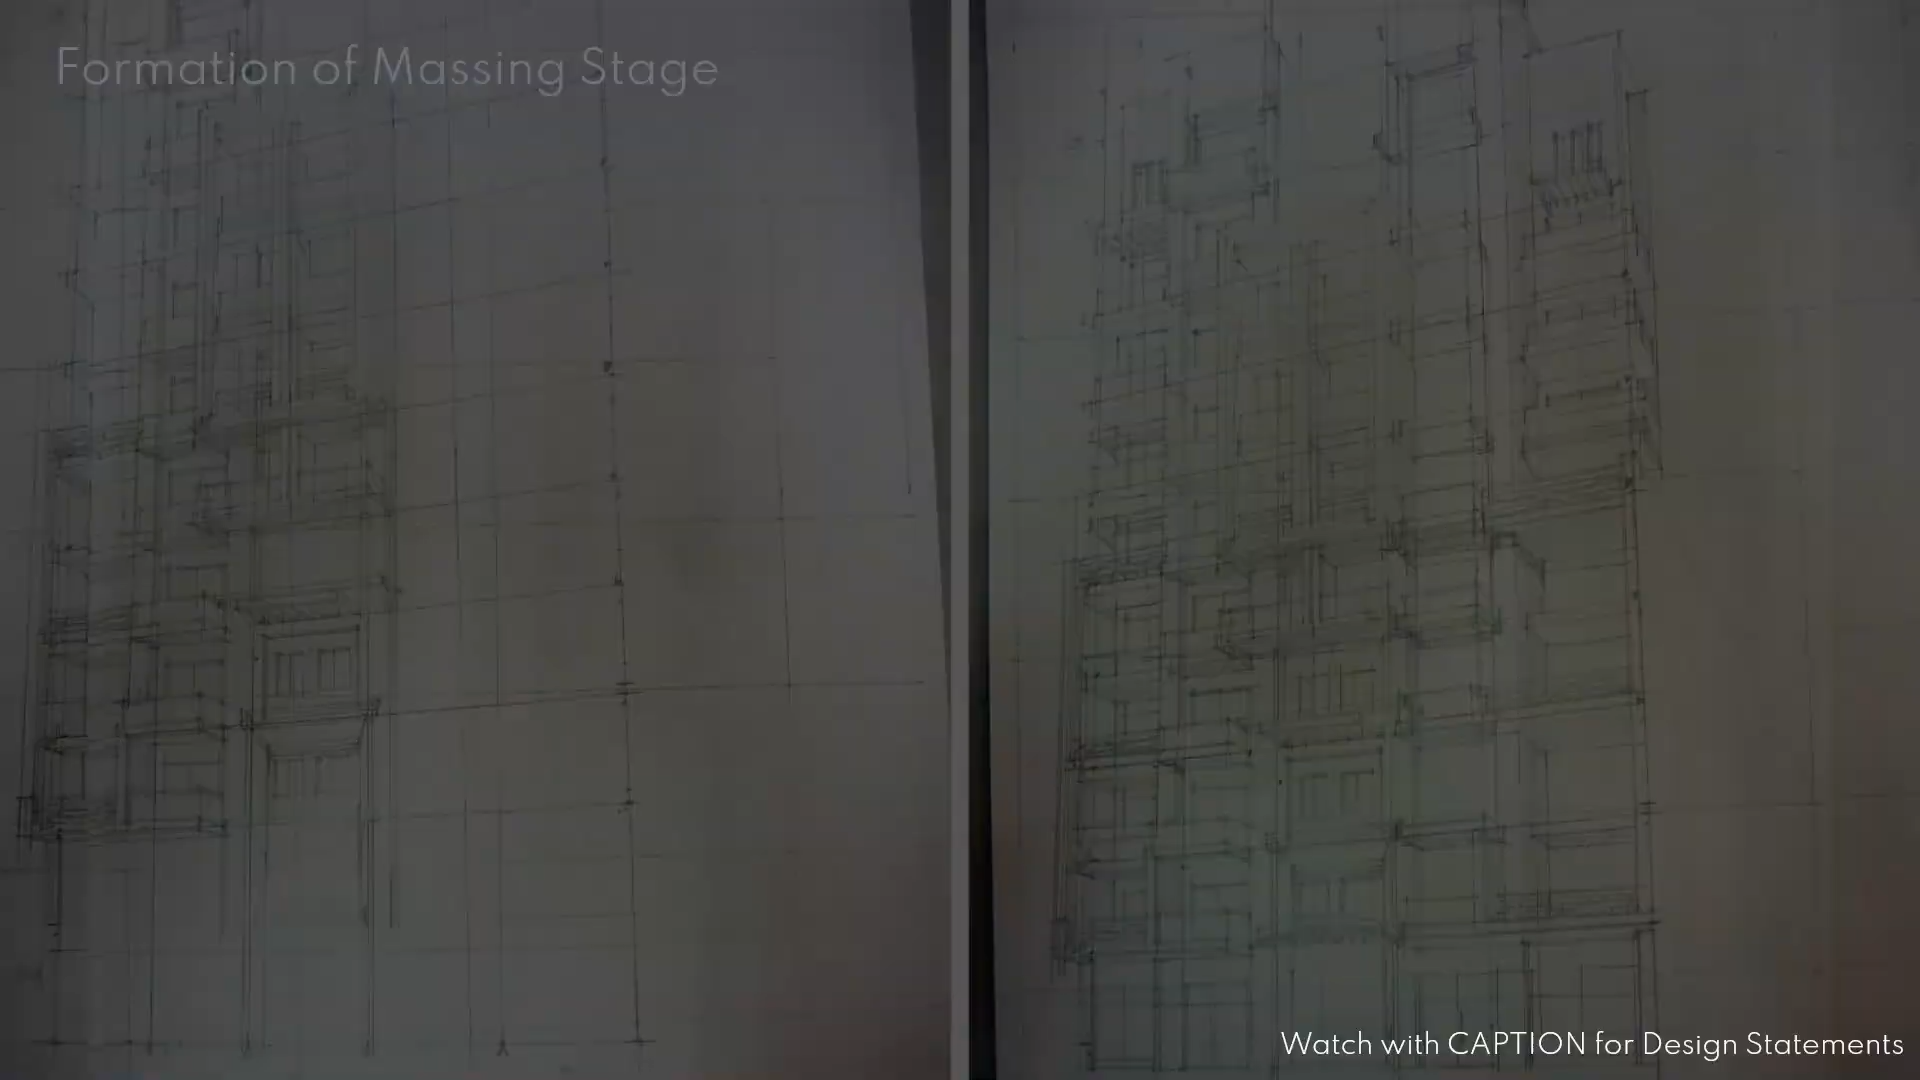 Formation of Massing Stage
Watch with CAPTION for Design Statements